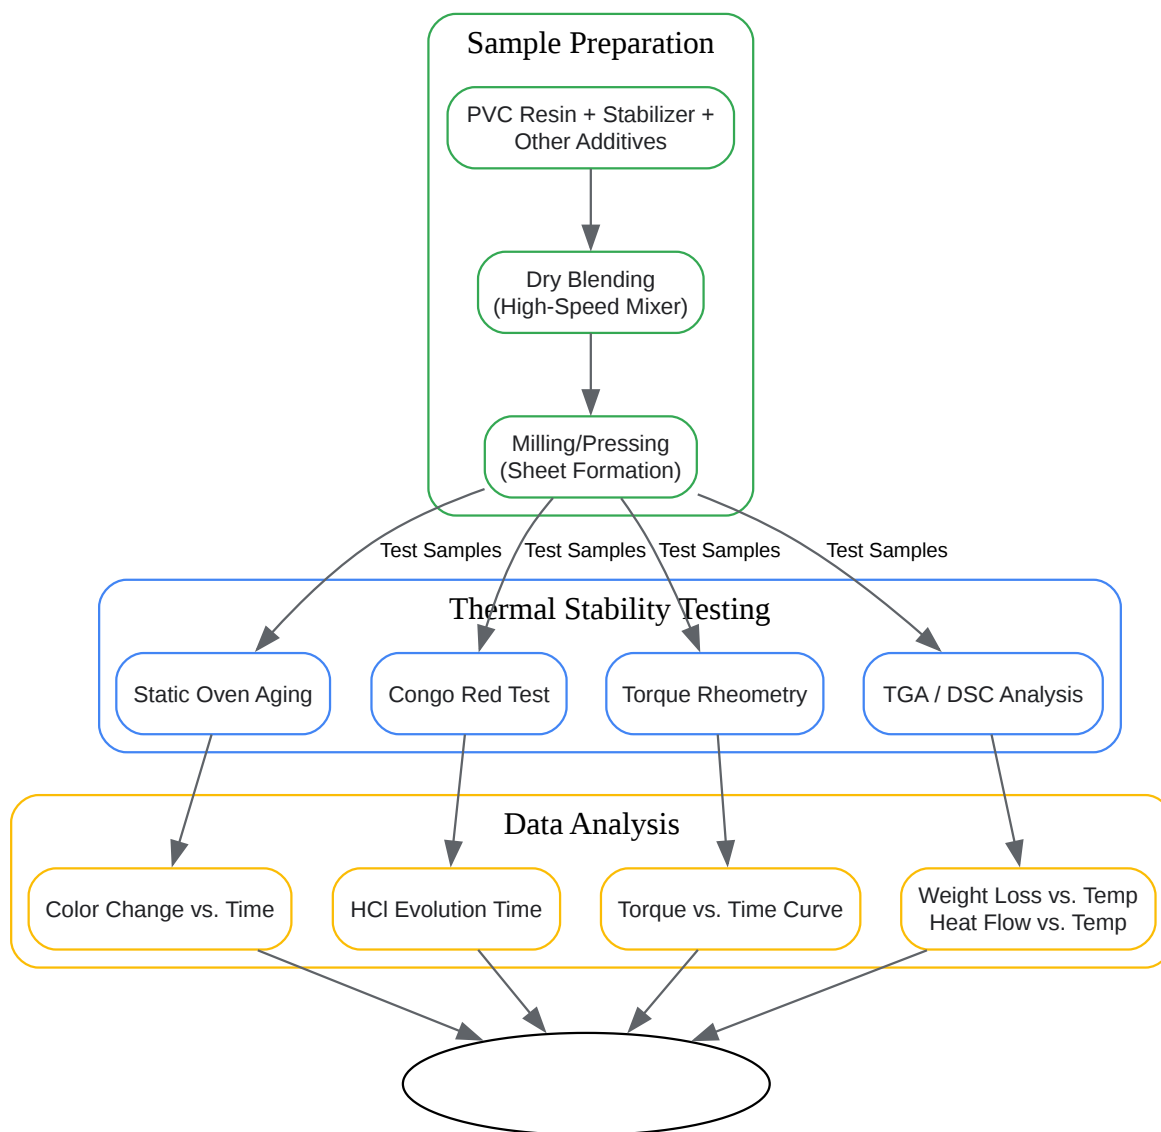 Sample Preparation
PVC Resin + Stabilizer +
Other Additives
Dry Blending
(High-Speed Mixer)
Milling/Pressing
(Sheet Formation)
Test Samples
Test Samples
Test Samples
Test Samples
Thermal Stability Testing
Static Oven Aging
Congo Red Test
Torque Rheometry
TGA / DSC Analysis
Data Analysis
Color Change vs. Time
HCl Evolution Time
Torque vs. Time Curve
Weight Loss vs. Temp
Heat Flow vs. Temp